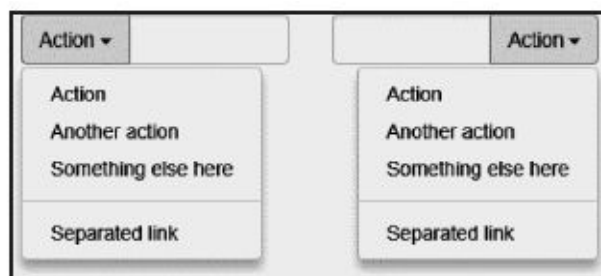 Action
Action
Another action
Something else here
Separated link
Action
Action
Another action
Something else here
Separated link